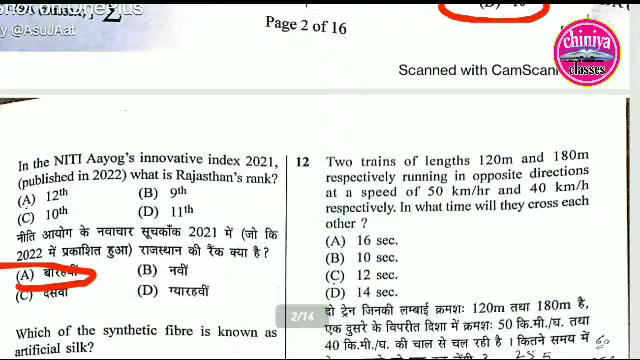 y @AsuJAat
Page 2 of 16
chiniya
classes
Scanned with CamScan
In the NITI Aayog's innovative index 2021,
(published in 2022) what is Rajasthan's rank?
(A) 12th (B) 9th
(C) 10th (D) 11th
नीति आयोग के नवाचार सूचकाँक 2021 में (जो कि
2022 में प्रकाशित हुआ) राजस्थान की रैंक क्या है?
(A) बारहवीं (B) नवीं
(C) दसवीं (D) ग्यारहवीं
Which of the synthetic fibre is known as
artificial silk?
12 Two trains of lengths 120m and 180m
respectively running in opposite directions
at a speed of 50 km/hr and 40 km/h
respectively. In what time will they cross each
other ?
(A) 16 sec.
(B) 10 sec.
(C) 12 sec.
(D) 14 sec.
दो ट्रेन जिनकी लम्बाई क्रमशः 120m तथा 180m है,
एक दुसरे के विपरीत दिशा में क्रमशः 50 कि.मी./घ. तथा
40 कि.मी./घ. की चाल से चल रही है । कितने समय में
2/14